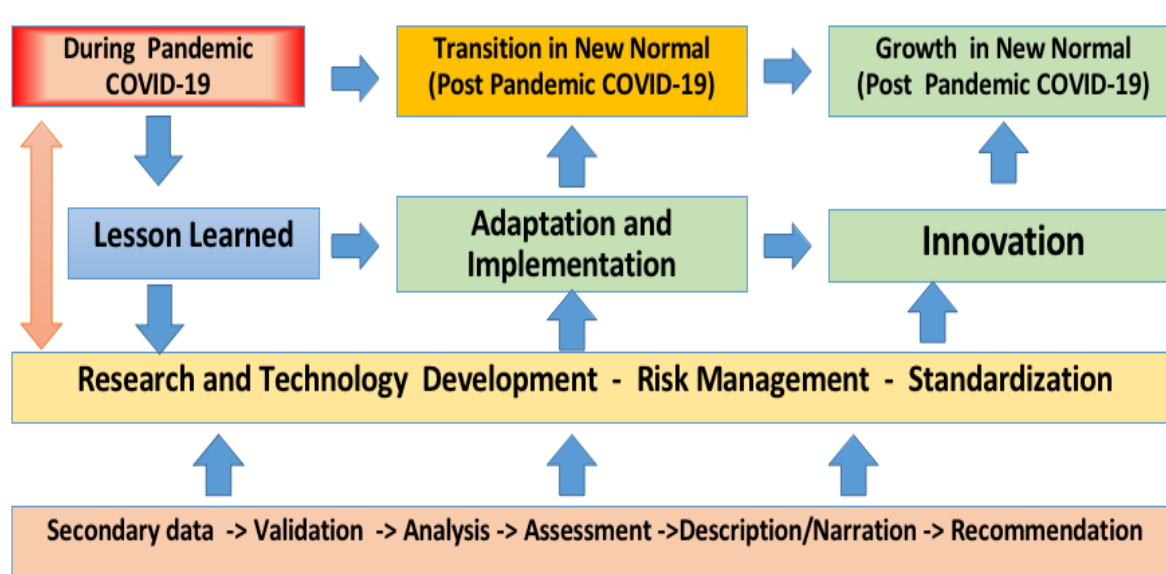 During Pandemic
COVID-19
Transition in New Normal
(Post Pandemic COVID-19)
Growth in New Normal
(Post Pandemic COVID-19)
Lesson Learned
Adaptation and
Implementation
Innovation
Research and Technology Development - Risk Management - Standardization
Secondary data -> Validation -> Analysis -> Assessment ->Description/Narration -> Recommendation